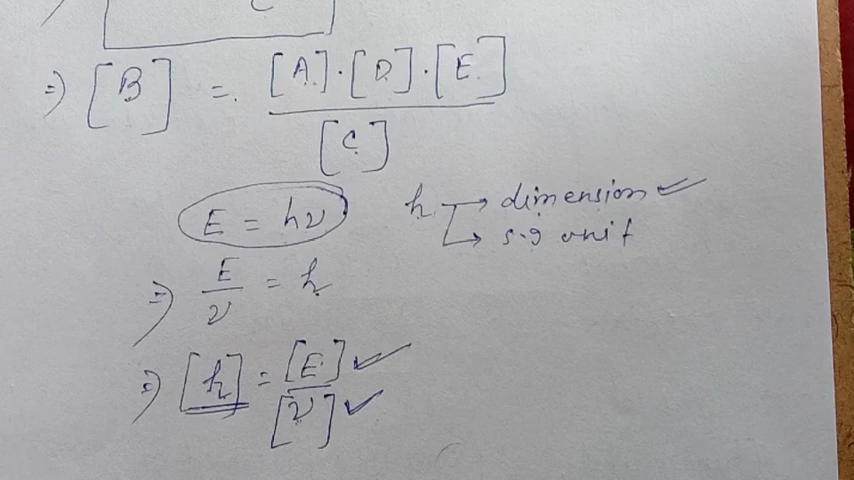 C
⇒ [B] = [A]·[D]·[E] / [C]
E = hν
h → dimension ✓
→ S.I unit
⇒ E/ν = h
⇒ [h] = [E] ✓ / [ν] ✓